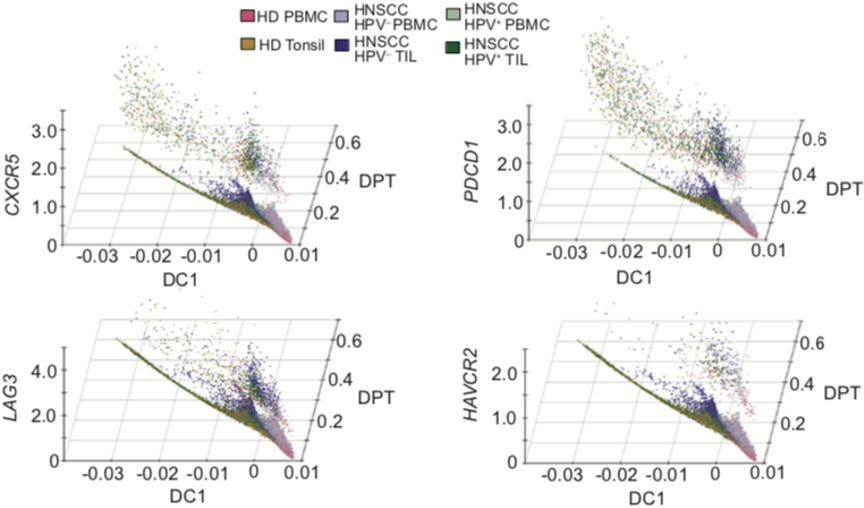 HD PBMC
HNSCC
HPV⁻ PBMC
HNSCC
HPV⁺ PBMC
HD Tonsil
HNSCC
HPV⁻ TIL
HNSCC
HPV⁺ TIL
CXCR5
3.0
2.0
1.0
0
-0.03 -0.02 -0.01 0 0.01
DC1
0.6
0.4
0.2
DPT
PDCD1
3.0
2.0
1.0
0
-0.03 -0.02 -0.01 0 0.01
DC1
0.6
0.4
0.2
DPT
LAG3
4.0
2.0
0
-0.03 -0.02 -0.01 0 0.01
DC1
0.6
0.4
0.2
DPT
HAVCR2
2.0
1.0
0
-0.03 -0.02 -0.01 0 0.01
DC1
0.6
0.4
0.2
DPT